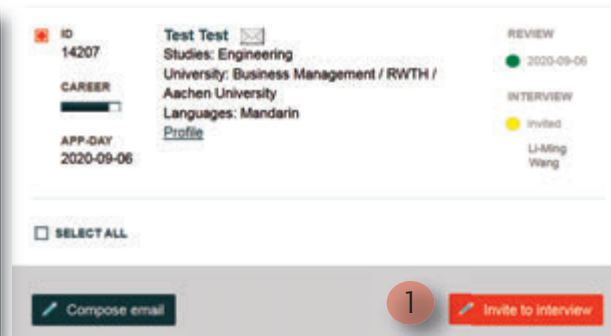 ID
14207
CAREER
APP-DAY
2020-09-06
Test Test
Studies: Engineering
University: Business Management / RWTH /
Aachen University
Languages: Mandarin
Profile
REVIEW
2020-09-06
INTERVIEW
invited
Li-Ming
Wang
SELECT ALL
Compose email
1
Invite to interview